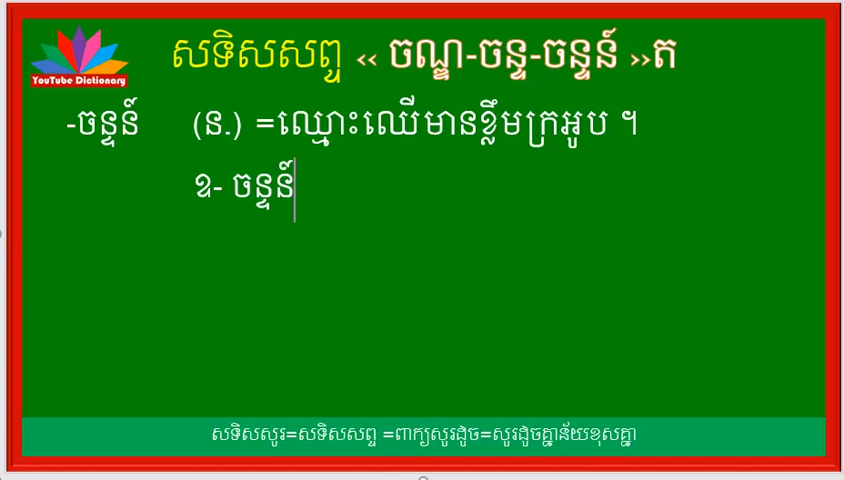 សទិសសព្ទ << ចណ្ឌ-ចន្ទ-ចន្ទន៍ >>ត
YouTube Dictionary
-ចន្ទន៍ (ន.) =ឈ្មោះឈើមានខ្លឹមក្រអូប ។
ឧ- ចន្ទន៍
សទិសសូរ=សទិសសព្ទ =ពាក្យសូរដូច=សូរដូចគ្នាន័យខុសគ្នា